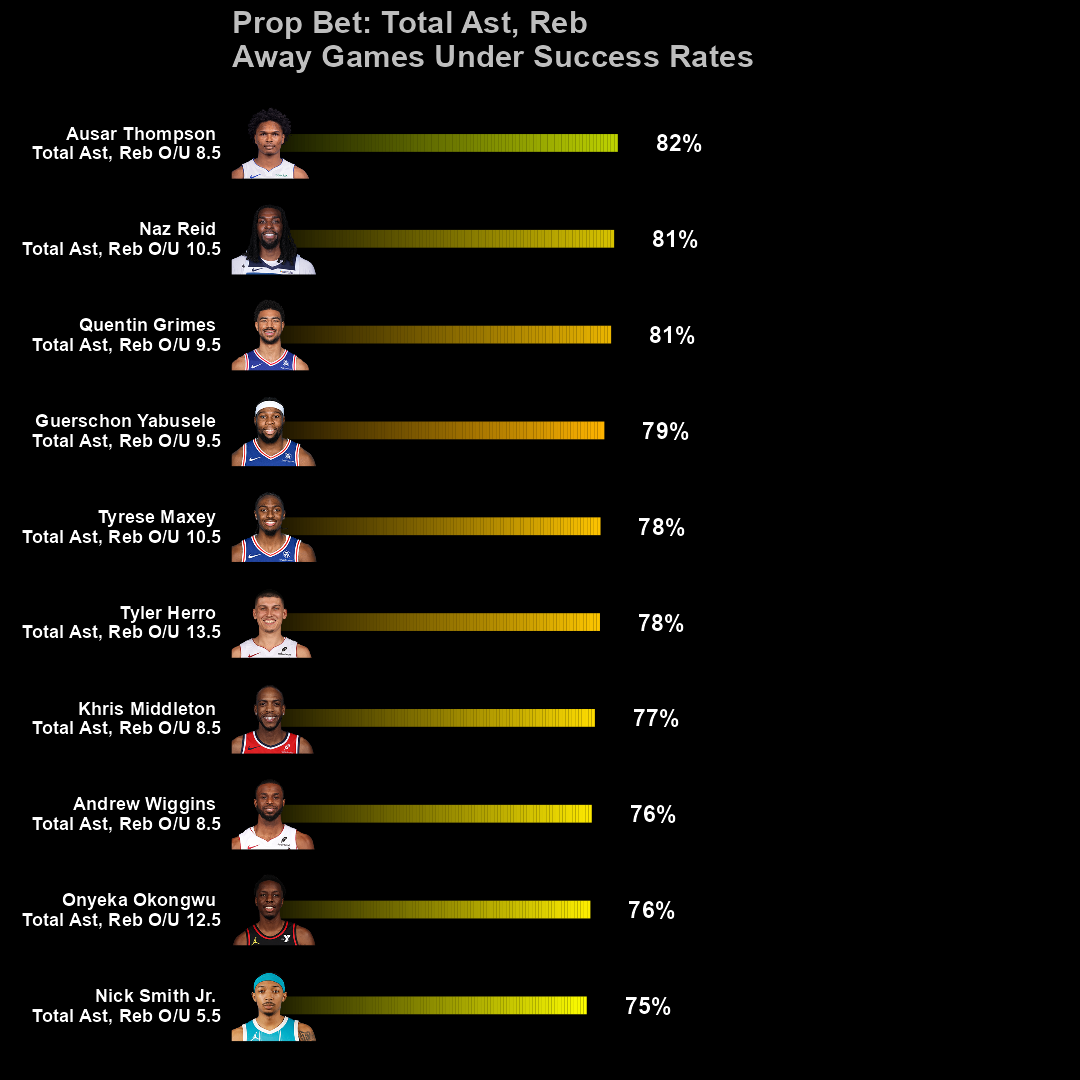 Prop Bet: Total Ast, Reb
Away Games Under Success Rates
Ausar Thompson
Total Ast, Reb O/U 8.5
82%
Naz Reid
Total Ast, Reb O/U 10.5
81%
Quentin Grimes
Total Ast, Reb O/U 9.5
81%
Guerschon Yabusele
Total Ast, Reb O/U 9.5
79%
Tyrese Maxey
Total Ast, Reb O/U 10.5
78%
Tyler Herro
Total Ast, Reb O/U 13.5
78%
Khris Middleton
Total Ast, Reb O/U 8.5
77%
Andrew Wiggins
Total Ast, Reb O/U 8.5
76%
Onyeka Okongwu
Total Ast, Reb O/U 12.5
76%
Nick Smith Jr.
Total Ast, Reb O/U 5.5
75%